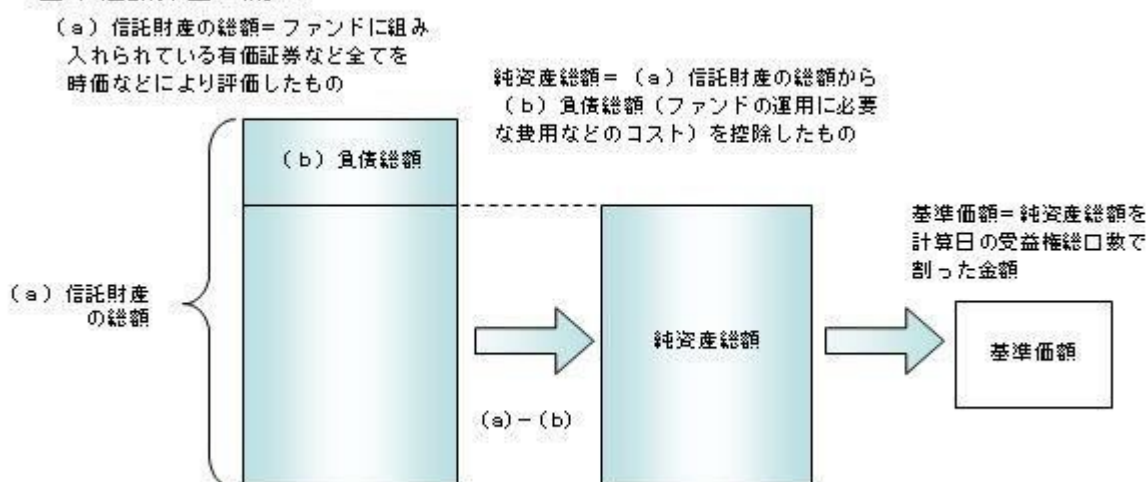 (a)信託財産の総額=ファンドに組み
入れられている有価証券など全てを
時価などにより評価したもの
純資産総額=(a)信託財産の総額から
(b)負債総額(ファンドの運用に必要
な費用などのコスト)を控除したもの
(b)負債総額
基準価額=純資産総額を
計算日の受益権総口数で
割った金額
(a)信託財産
の総額
純資産総額
基準価額
(a)-(b)